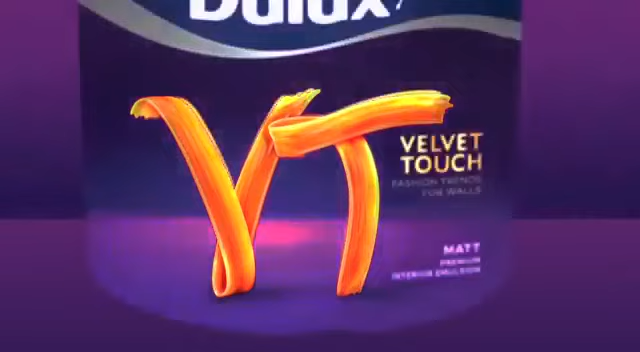 Dulux
VT
VELVET
TOUCH
FASHION TRENDS
FOR WALLS
MATT
PREMIUM
INTERIOR EMULSION